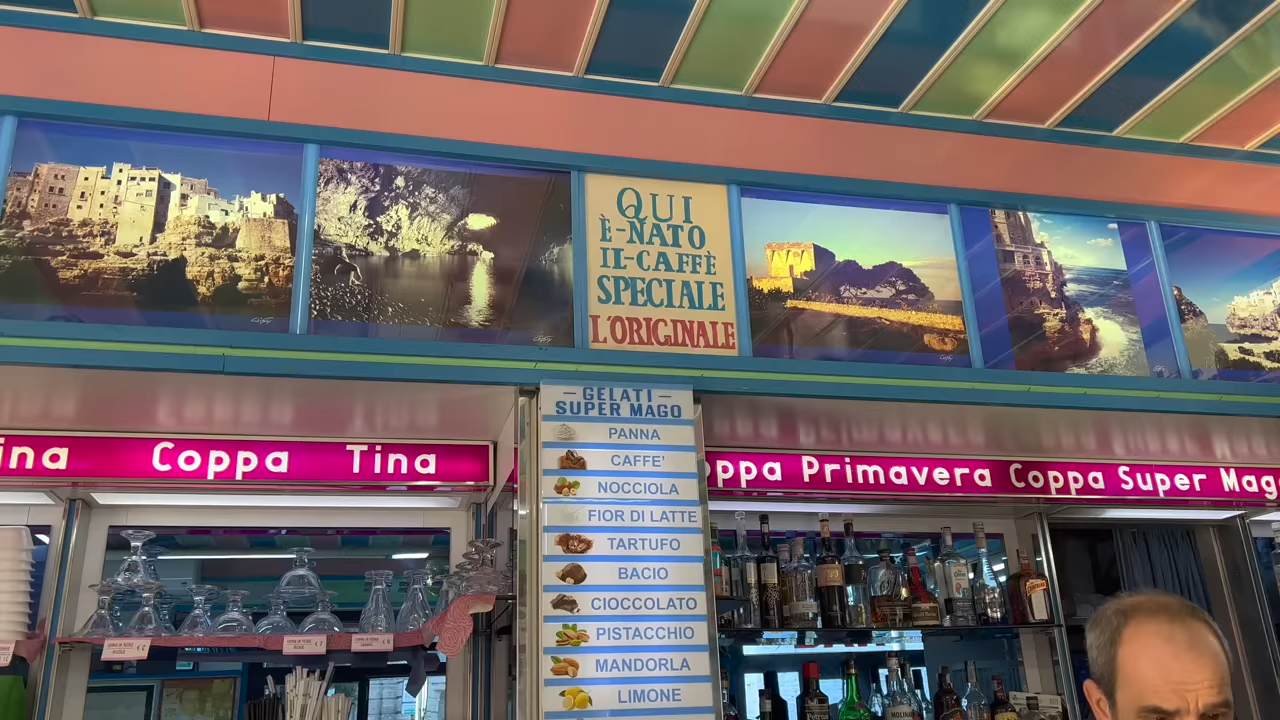 QUI
È-NATO
IL-CAFFÈ
SPECIALE
L'ORIGINALE
GELATI
SUPER MAGO
PANNA
CAFFE'
NOCCIOLA
FIOR DI LATTE
TARTUFO
BACIO
CIOCCOLATO
PISTACCHIO
MANDORLA
LIMONE
ina Coppa Tina
oppa Primavera Coppa Super Mago